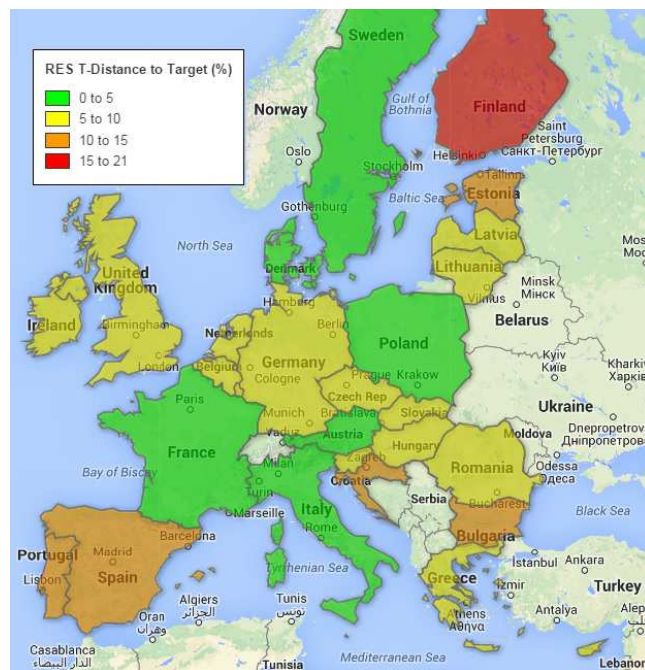 RES T-Distance to Target (%)
0 to 5
5 to 10
10 to 15
15 to 21
Sweden
Norway
Gulf of
Bothnia
Finland
Oslo
Helsinki
Saint
Petersburg
Санкт-Петербург
Stockholm
Tallinn
Estonia
Baltic Sea
Gothenburg
North Sea
Latvia
Mos
Мос
Denmark
Lithuania
Vilnius
Minsk
Мінск
United
Kingdom
Ireland
Hamburg
Belarus
Birmingham
Netherlands
Berlin
Poland
London
Belgium
Germany
Cologne
Kyiv
Київ
Kharkiv
Харків
Prague
Krakow
Czech Rep
Paris
Ukraine
Slovakia
Munich
Bratislava
Dnepropetrov
Дніпропетров
Vaduz
Austria
Moldova
France
Hungary
Milan
Zagreb
Romania
Odessa
Одеса
Bay of Biscay
Turin
Croatia
Bucharest
Italy
Serbia
Marseille
Black Sea
Rome
Bulgaria
Barcelona
Portugal
Madrid
İstanbul
Ankara
Lisbon
Spain
Tyrrhenian Sea
Greece
İzmir
Turkey
Athens
Αθήνα
Algiers
الجزائر
Tunis
تونس
Antalya
Oran
وهران
Alep
حلب
Casablanca
الدار البيضاء
Tunisia
Mediterranean Sea
Lebanon